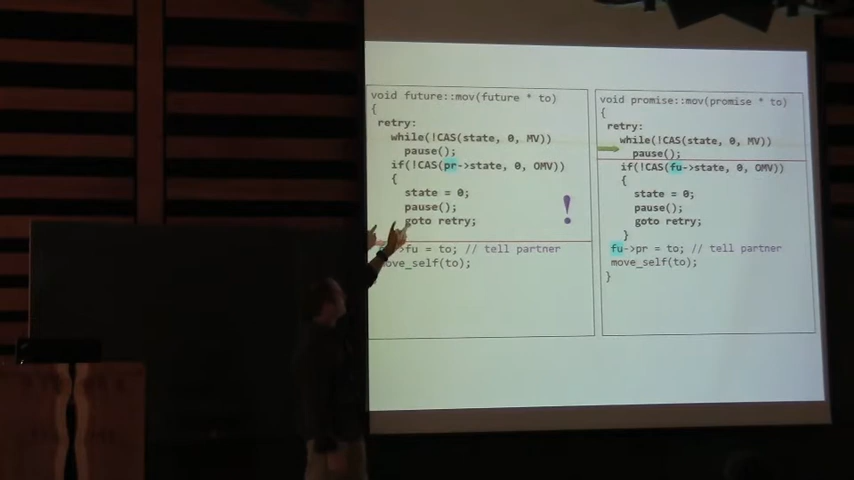 void future::mov(future * to)
{
retry:
while(!CAS(state, 0, MV))
pause();
if(!CAS(pr->state, 0, OMV))
{
state = 0;
pause();
goto retry;
!
>fu = to; // tell partner
ove_self(to);
void promise::mov(promise * to)
{
retry:
while(!CAS(state, 0, MV))
pause();
if(!CAS(fu->state, 0, OMV))
{
state = 0;
pause();
goto retry;
}
fu->pr = to; // tell partner
move_self(to);
}